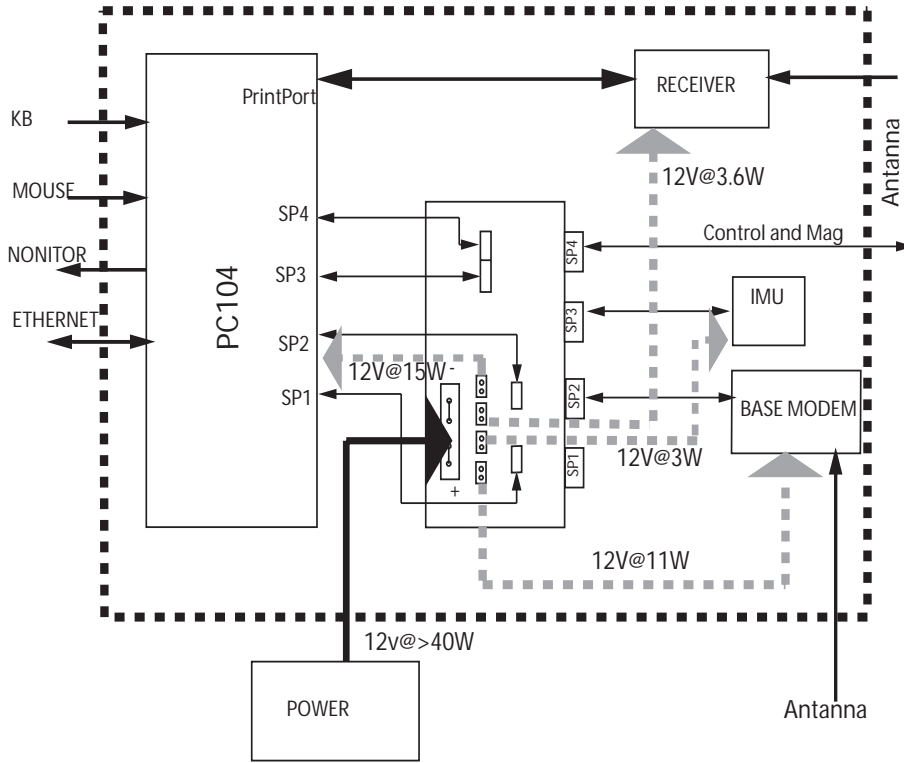 PrintPort
RECEIVER
KB
Antanna
12V@3.6W
MOUSE
SP4
Control and Mag
SP4
NONITOR
SP3
IMU
PC104
SP3
ETHERNET
SP2
12V@15W
-
SP2
SP1
BASE MODEM
12V@3W
SP1
+
12V@11W
12v@>40W
POWER
Antanna